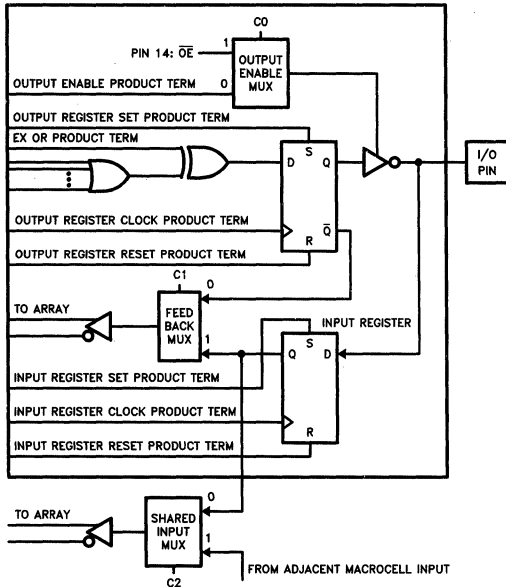 C0
1
PIN 14: OE
OUTPUT
ENABLE
MUX
0
OUTPUT ENABLE PRODUCT TERM
OUTPUT REGISTER SET PRODUCT TERM
EX OR PRODUCT TERM
S
D
Q
I/O
PIN
OUTPUT REGISTER CLOCK PRODUCT TERM
Q
R
OUTPUT REGISTER RESET PRODUCT TERM
C1
0
TO ARRAY
FEED
BACK
MUX
1
INPUT REGISTER
S
Q
D
INPUT REGISTER SET PRODUCT TERM
INPUT REGISTER CLOCK PRODUCT TERM
R
INPUT REGISTER RESET PRODUCT TERM
0
TO ARRAY
SHARED
INPUT
MUX
1
C2
FROM ADJACENT MACROCELL INPUT